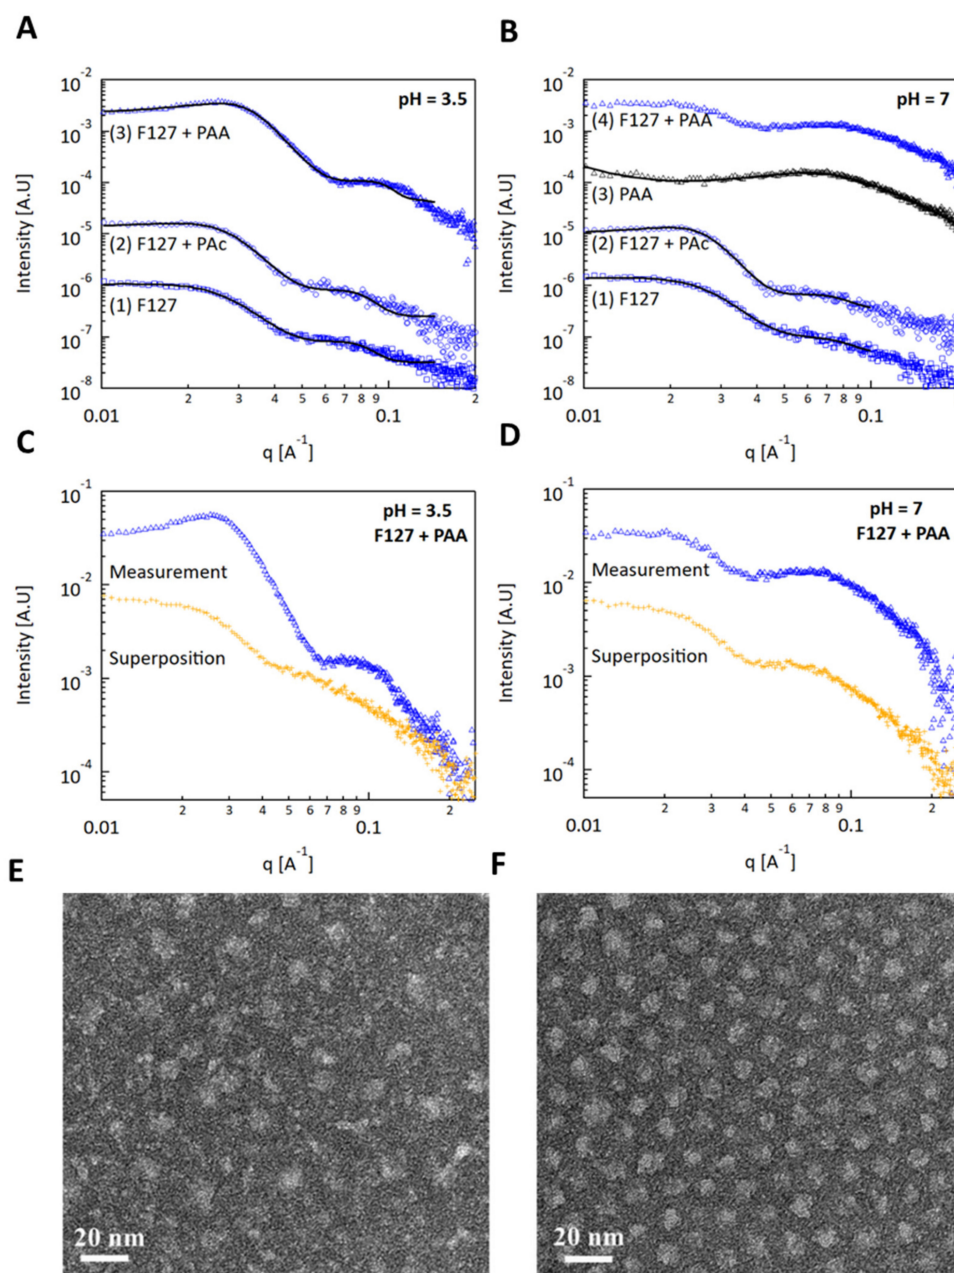 A
B
pH = 3.5
(3) F127 + PAA
(2) F127 + PAc
(1) F127
Intensity [A.U]
10⁻²
10⁻³
10⁻⁴
10⁻⁵
10⁻⁶
10⁻⁷
10⁻⁸
0.01
2
3
4
5
6
7
8
9
0.1
2
q [A⁻¹]
pH = 7
(4) F127 + PAA
(3) PAA
(2) F127 + PAc
(1) F127
Intensity [A.U]
10⁻²
10⁻³
10⁻⁴
10⁻⁵
10⁻⁶
10⁻⁷
10⁻⁸
0.01
2
3
4
5
6
7
8
9
0.1
q [A⁻¹]
C
D
pH = 3.5
F127 + PAA
Measurement
Superposition
Intensity [A.U]
10⁻¹
10⁻²
10⁻³
10⁻⁴
0.01
2
3
4
5
6
7
8
9
0.1
2
q [A⁻¹]
pH = 7
F127 + PAA
Measurement
Superposition
Intensity [A.U]
10⁻¹
10⁻²
10⁻³
10⁻⁴
0.01
2
3
4
5
6
7
8
9
0.1
2
q [A⁻¹]
E
F
20 nm
20 nm